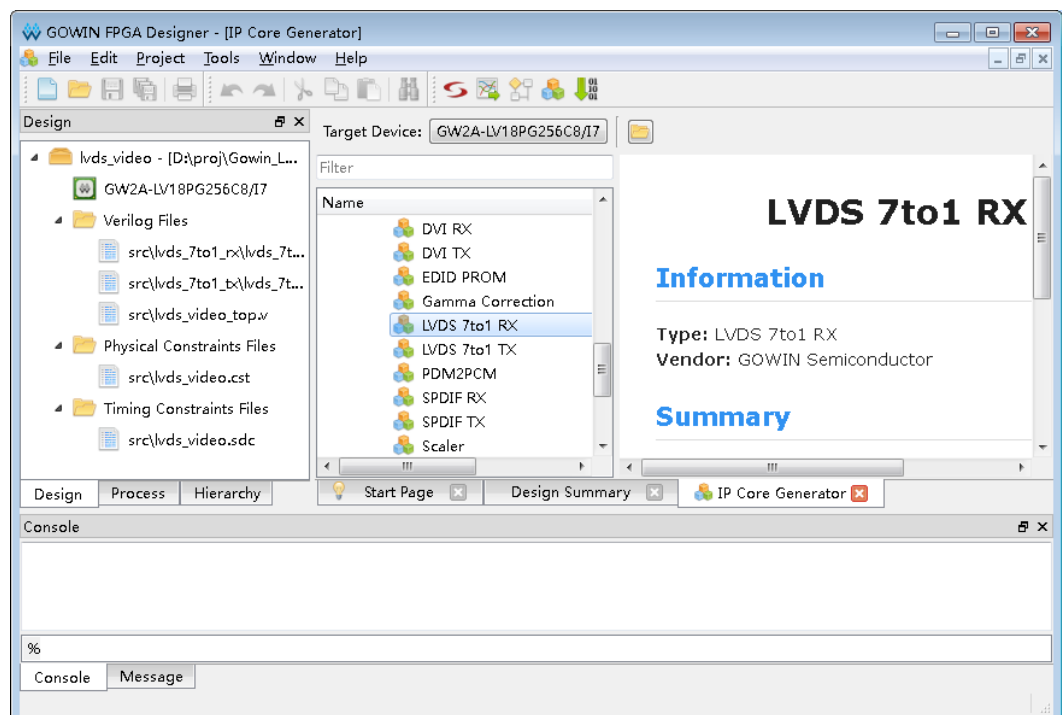 GOWIN FPGA Designer - [IP Core Generator]
File Edit Project Tools Window Help
Design
lvds_video - [D:\proj\Gowin_L...
GW2A-LV18PG256C8/I7
Verilog Files
src\lvds_7to1_rx\lvds_7t...
src\lvds_7to1_tx\lvds_7t...
src\lvds_video_top.v
Physical Constraints Files
src\lvds_video.cst
Timing Constraints Files
src\lvds_video.sdc
Design Process Hierarchy
Target Device: GW2A-LV18PG256C8/I7
Filter
Name
DVI RX
DVI TX
EDID PROM
Gamma Correction
LVDS 7to1 RX
LVDS 7to1 TX
PDM2PCM
SPDIF RX
SPDIF TX
Scaler
LVDS 7to1 RX
Information
Type: LVDS 7to1 RX
Vendor: GOWIN Semiconductor
Summary
Start Page Design Summary IP Core Generator
Console
%
Console Message